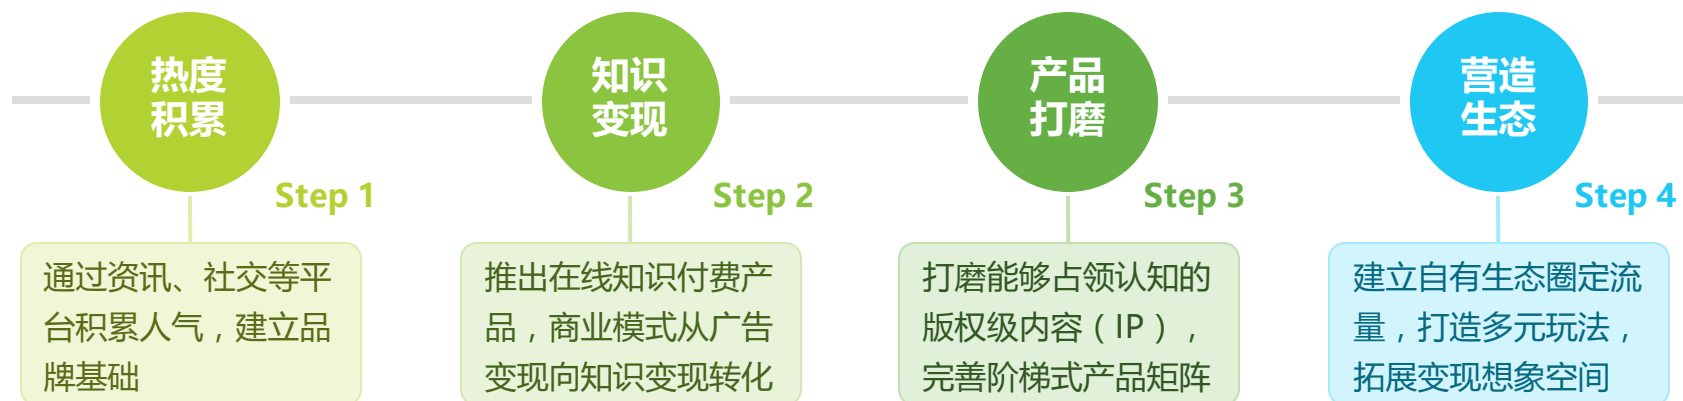 热度
积累
Step 1
通过资讯、社交等平
台积累人气，建立品
牌基础
知识
变现
Step 2
推出在线知识付费产
品，商业模式从广告
变现向知识变现转化
产品
打磨
Step 3
打磨能够占领认知的
版权级内容（IP），
完善阶梯式产品矩阵
营造
生态
Step 4
建立自有生态圈定流
量，打造多元玩法，
拓展变现想象空间